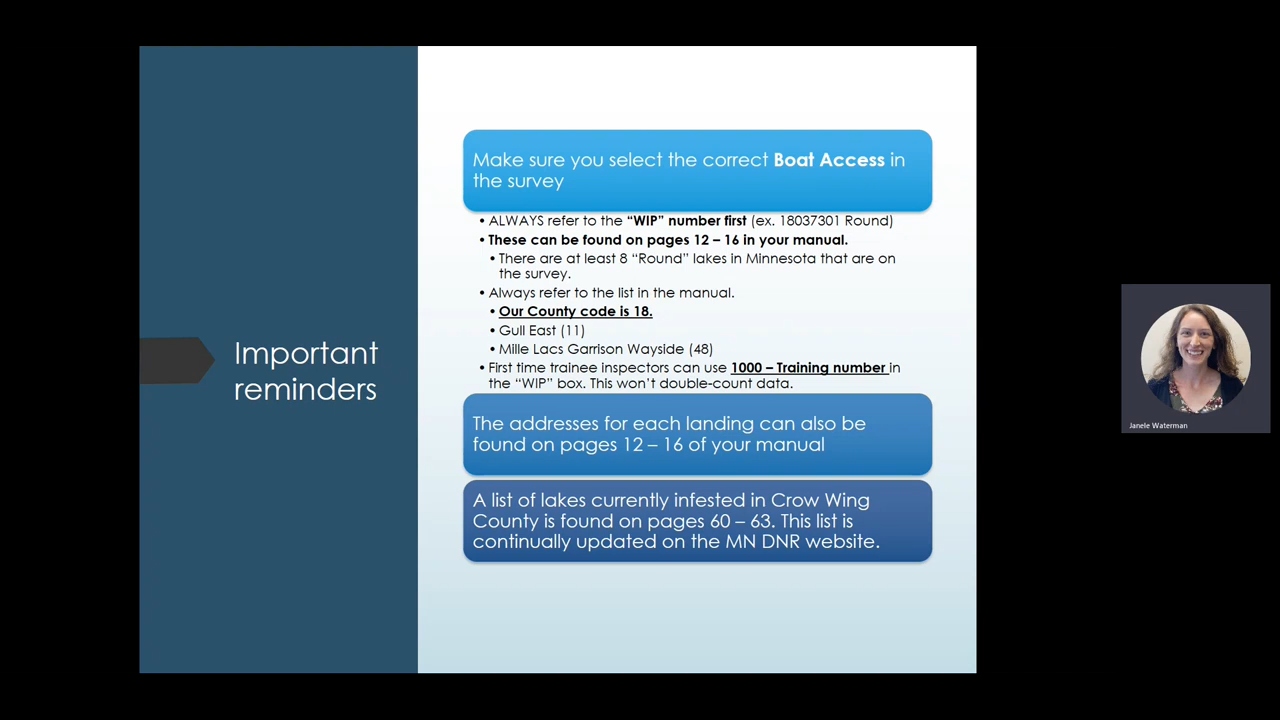 Important
reminders
Make sure you select the correct Boat Access in
the survey
• ALWAYS refer to the “WIP” number first (ex. 18037301 Round)
• These can be found on pages 12 – 16 in your manual.
• There are at least 8 “Round” lakes in Minnesota that are on
the survey.
• Always refer to the list in the manual.
• Our County code is 18.
• Gull East (11)
• Mille Lacs Garrison Wayside (48)
• First time trainee inspectors can use 1000 – Training number in
the “WIP” box. This won’t double-count data.
The addresses for each landing can also be
found on pages 12 – 16 of your manual
A list of lakes currently infested in Crow Wing
County is found on pages 60 – 63. This list is
continually updated on the MN DNR website.
Janele Waterman